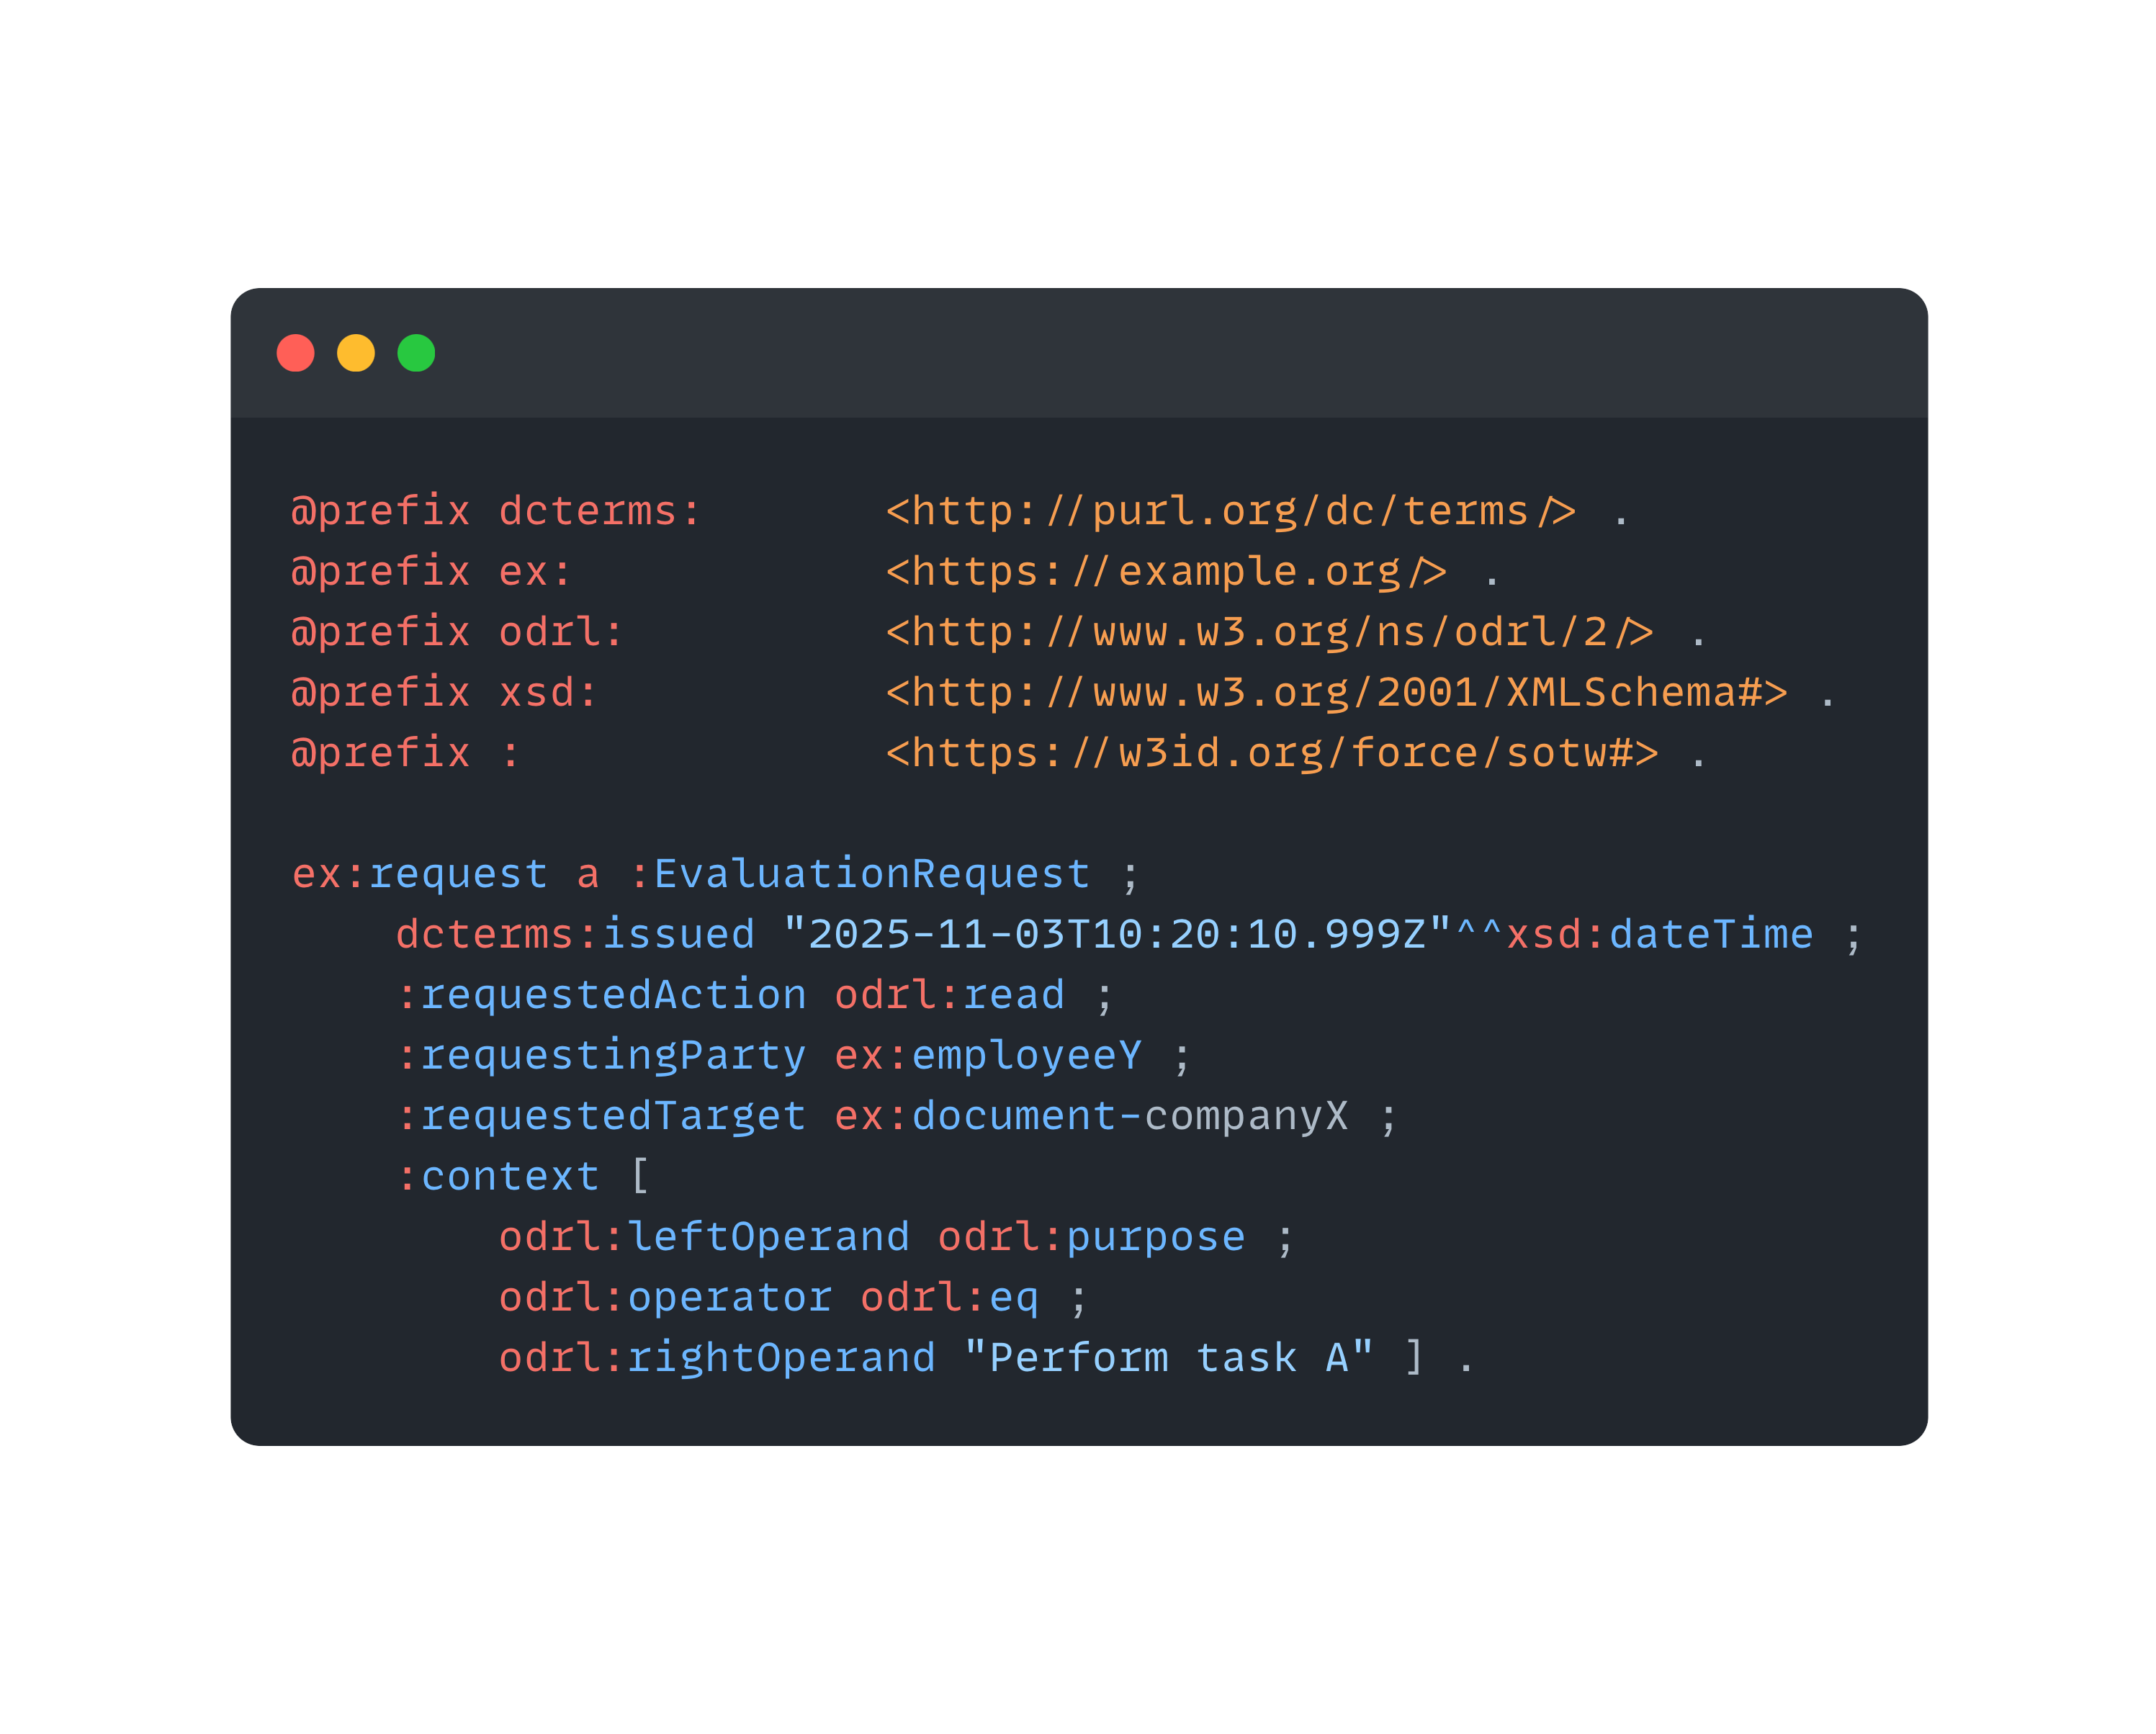 @prefix dcterms:       <http://purl.org/dc/terms/> .
@prefix ex:            <https://example.org/> .
@prefix odrl:          <http://www.w3.org/ns/odrl/2/> .
@prefix xsd:           <http://www.w3.org/2001/XMLSchema#> .
@prefix :              <https://w3id.org/force/sotw#> .

ex:request a :EvaluationRequest ;
    dcterms:issued "2025-11-03T10:20:10.999Z"^^xsd:dateTime ;
    :requestedAction odrl:read ;
    :requestingParty ex:employeeY ;
    :requestedTarget ex:document-companyX ;
    :context [
        odrl:leftOperand odrl:purpose ;
        odrl:operator odrl:eq ;
        odrl:rightOperand "Perform task A" ] .